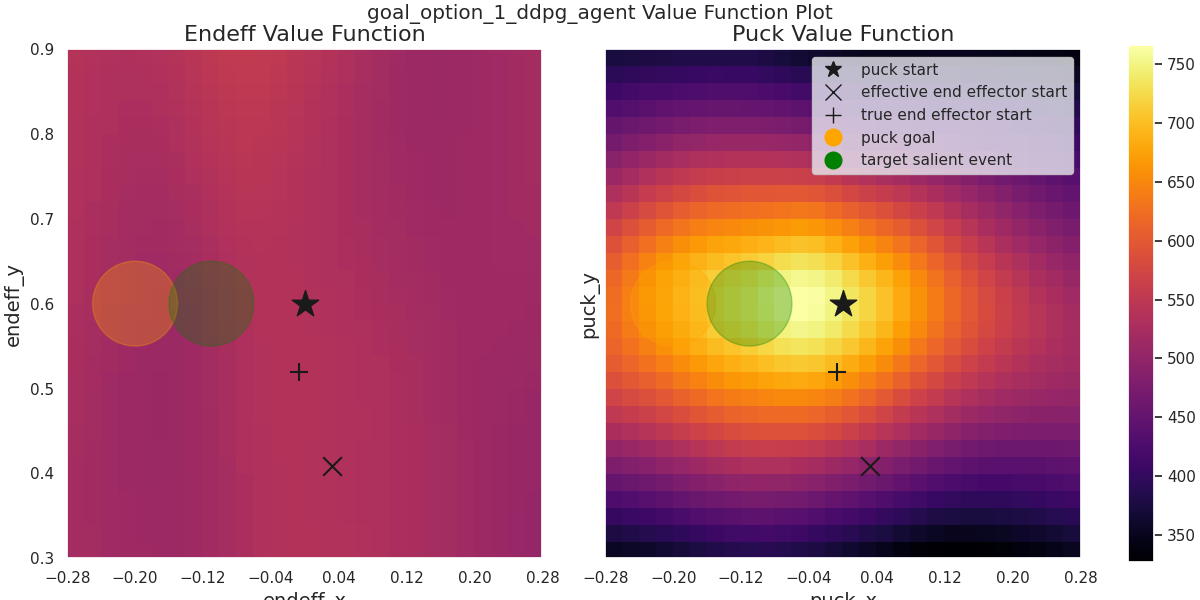 goal_option_1_ddpg_agent Value Function Plot
Endeff Value Function
0.9
0.8
0.7
0.6
0.5
0.4
0.3
endeff_y
−0.28 −0.20 −0.12 −0.04 0.04 0.12 0.20 0.28
endeff_x
Puck Value Function
puck start
effective end effector start
true end effector start
puck goal
target salient event
puck_y
−0.28 −0.20 −0.12 −0.04 0.04 0.12 0.20 0.28
puck_x
750
700
650
600
550
500
450
400
350